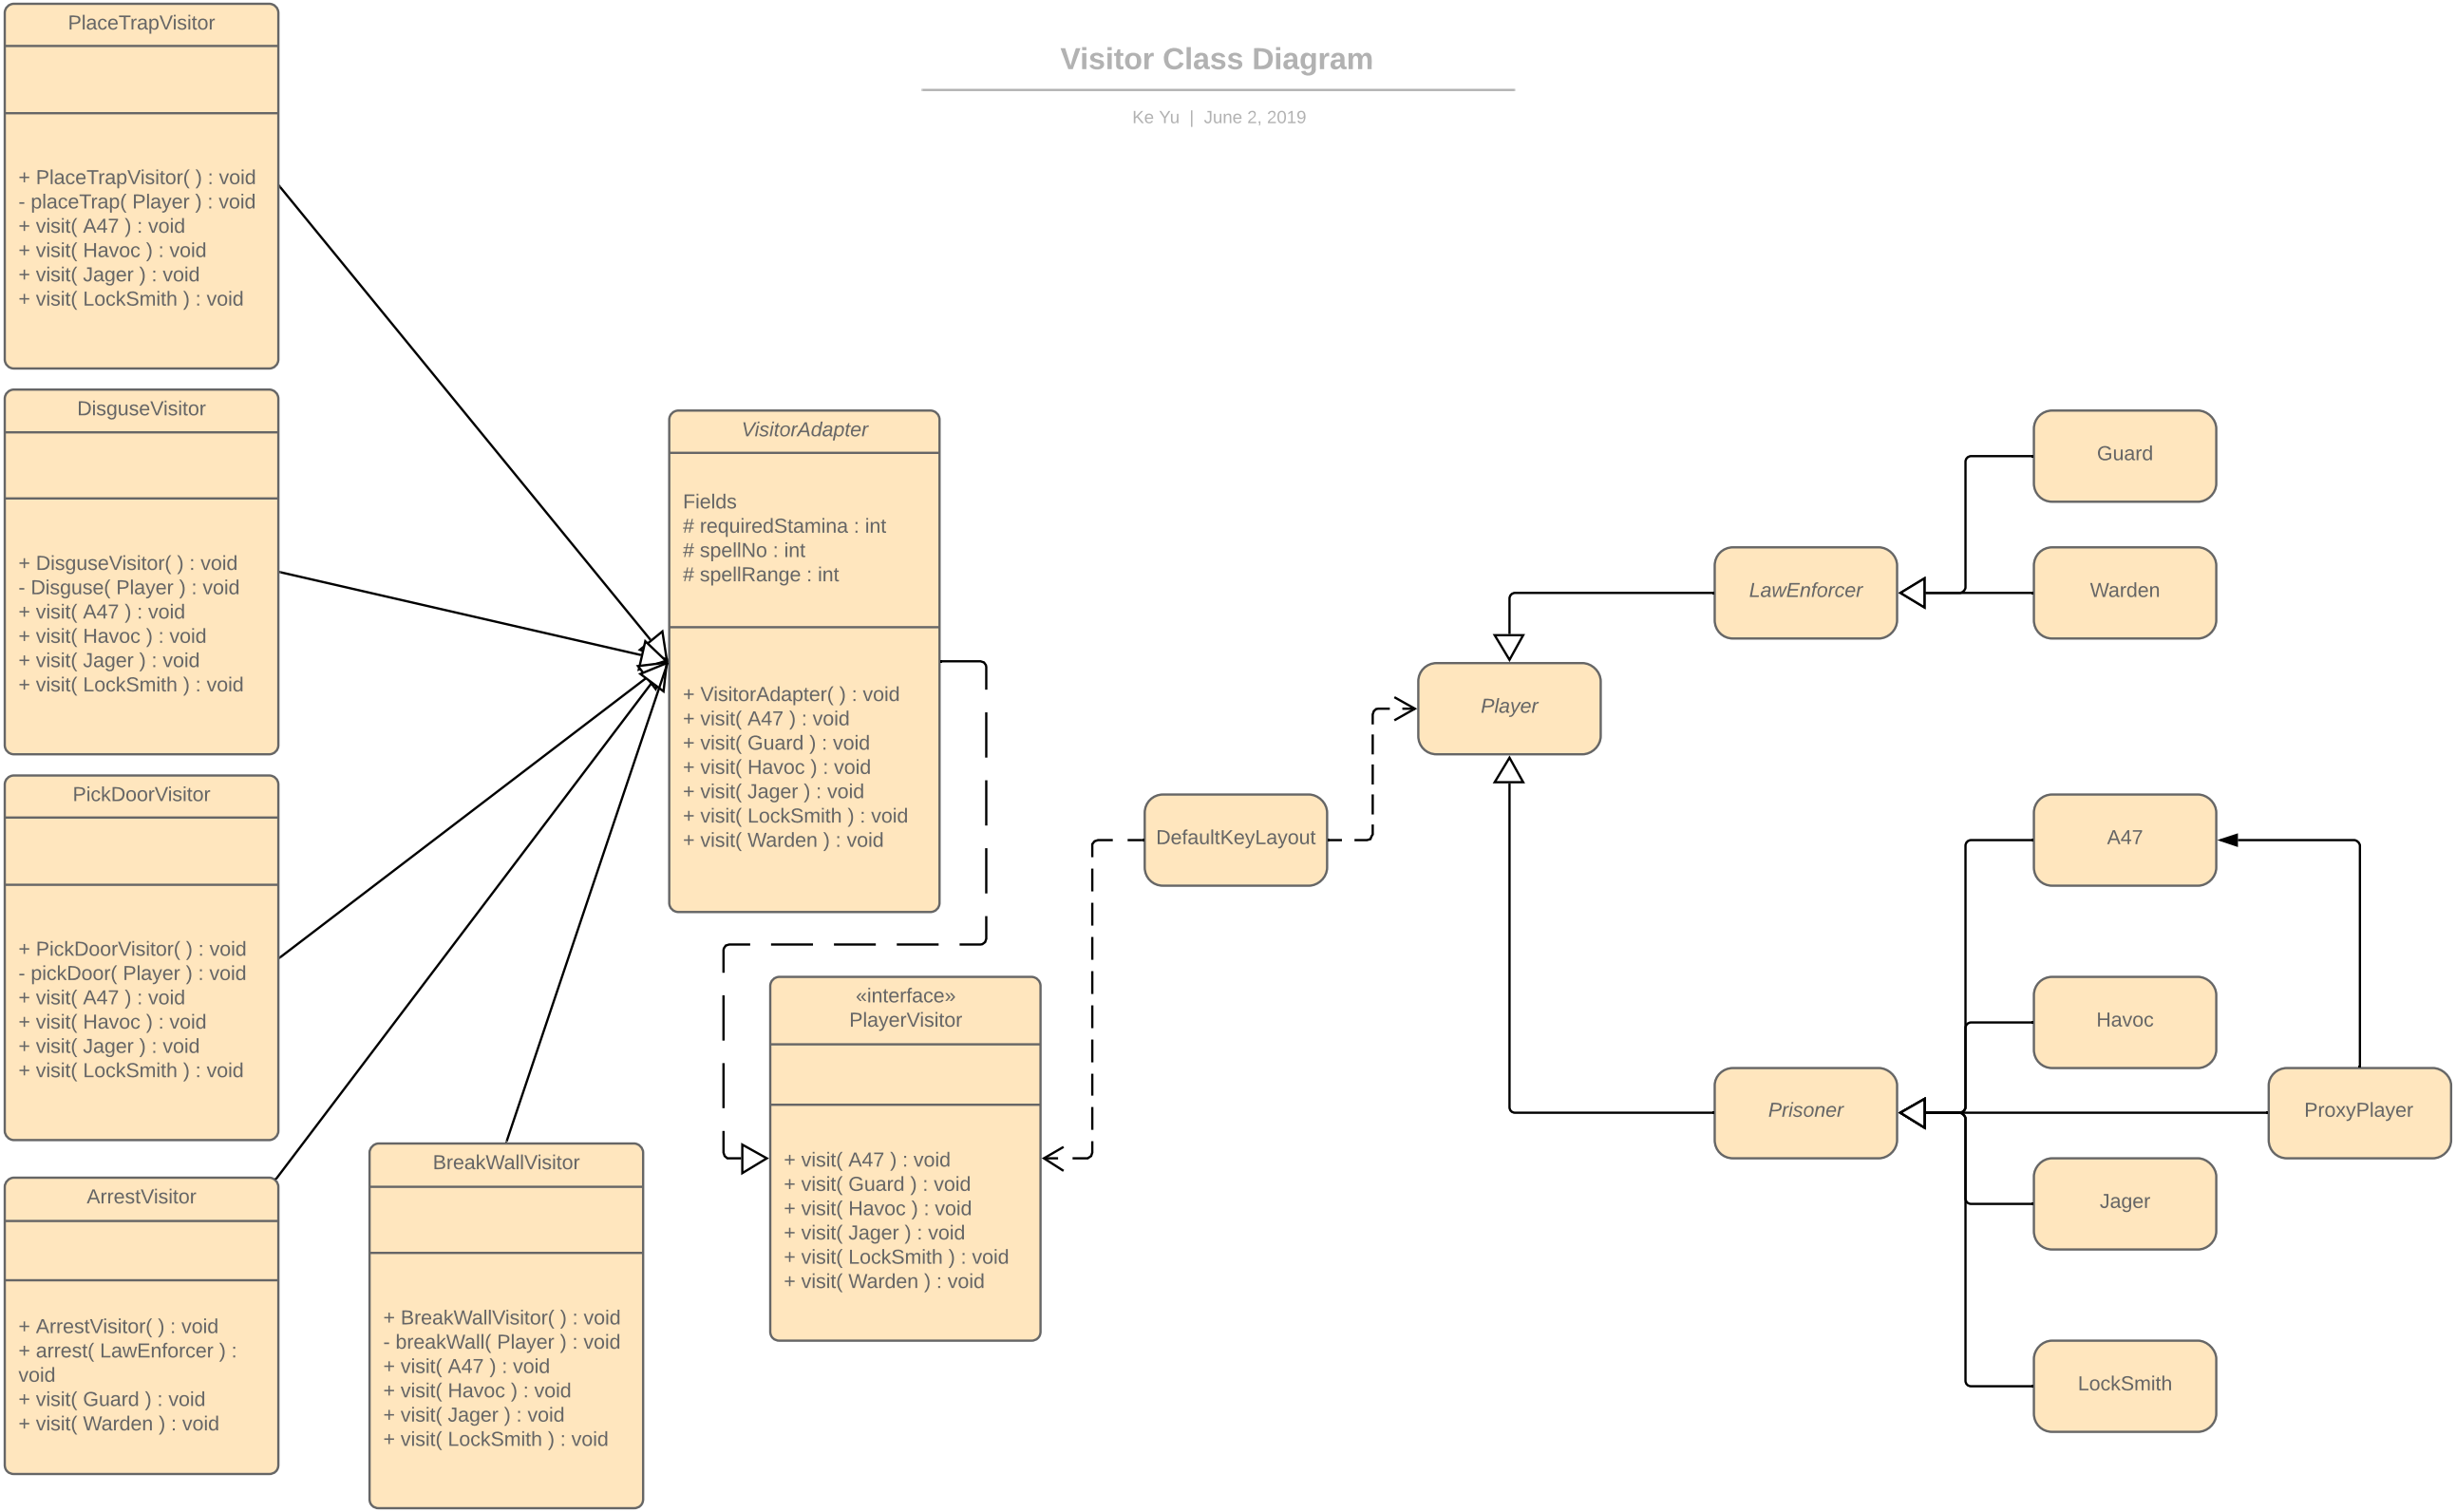 Visitor Class Diagram
Ke Yu | June 2, 2019
PlaceTrapVisitor
+ PlaceTrapVisitor( ) : void
- placeTrap( Player ) : void
+ visit( A47 ) : void
+ visit( Havoc ) : void
+ visit( Jager ) : void
+ visit( LockSmith ) : void
DisguseVisitor
+ DisguseVisitor( ) : void
- Disguse( Player ) : void
+ visit( A47 ) : void
+ visit( Havoc ) : void
+ visit( Jager ) : void
+ visit( LockSmith ) : void
PickDoorVisitor
+ PickDoorVisitor( ) : void
- pickDoor( Player ) : void
+ visit( A47 ) : void
+ visit( Havoc ) : void
+ visit( Jager ) : void
+ visit( LockSmith ) : void
ArrestVisitor
+ ArrestVisitor( ) : void
+ arrest( LawEnforcer ) :
void
+ visit( Guard ) : void
+ visit( Warden ) : void
BreakWallVisitor
+ BreakWallVisitor( ) : void
- breakWall( Player ) : void
+ visit( A47 ) : void
+ visit( Havoc ) : void
+ visit( Jager ) : void
+ visit( LockSmith ) : void
VisitorAdapter
Fields
# requiredStamina : int
# spellNo : int
# spellRange : int
+ VisitorAdapter( ) : void
+ visit( A47 ) : void
+ visit( Guard ) : void
+ visit( Havoc ) : void
+ visit( Jager ) : void
+ visit( LockSmith ) : void
+ visit( Warden ) : void
«interface»
PlayerVisitor
+ visit( A47 ) : void
+ visit( Guard ) : void
+ visit( Havoc ) : void
+ visit( Jager ) : void
+ visit( LockSmith ) : void
+ visit( Warden ) : void
DefaultKeyLayout
Player
LawEnforcer
Guard
Warden
Prisoner
A47
Havoc
ProxyPlayer
Jager
LockSmith